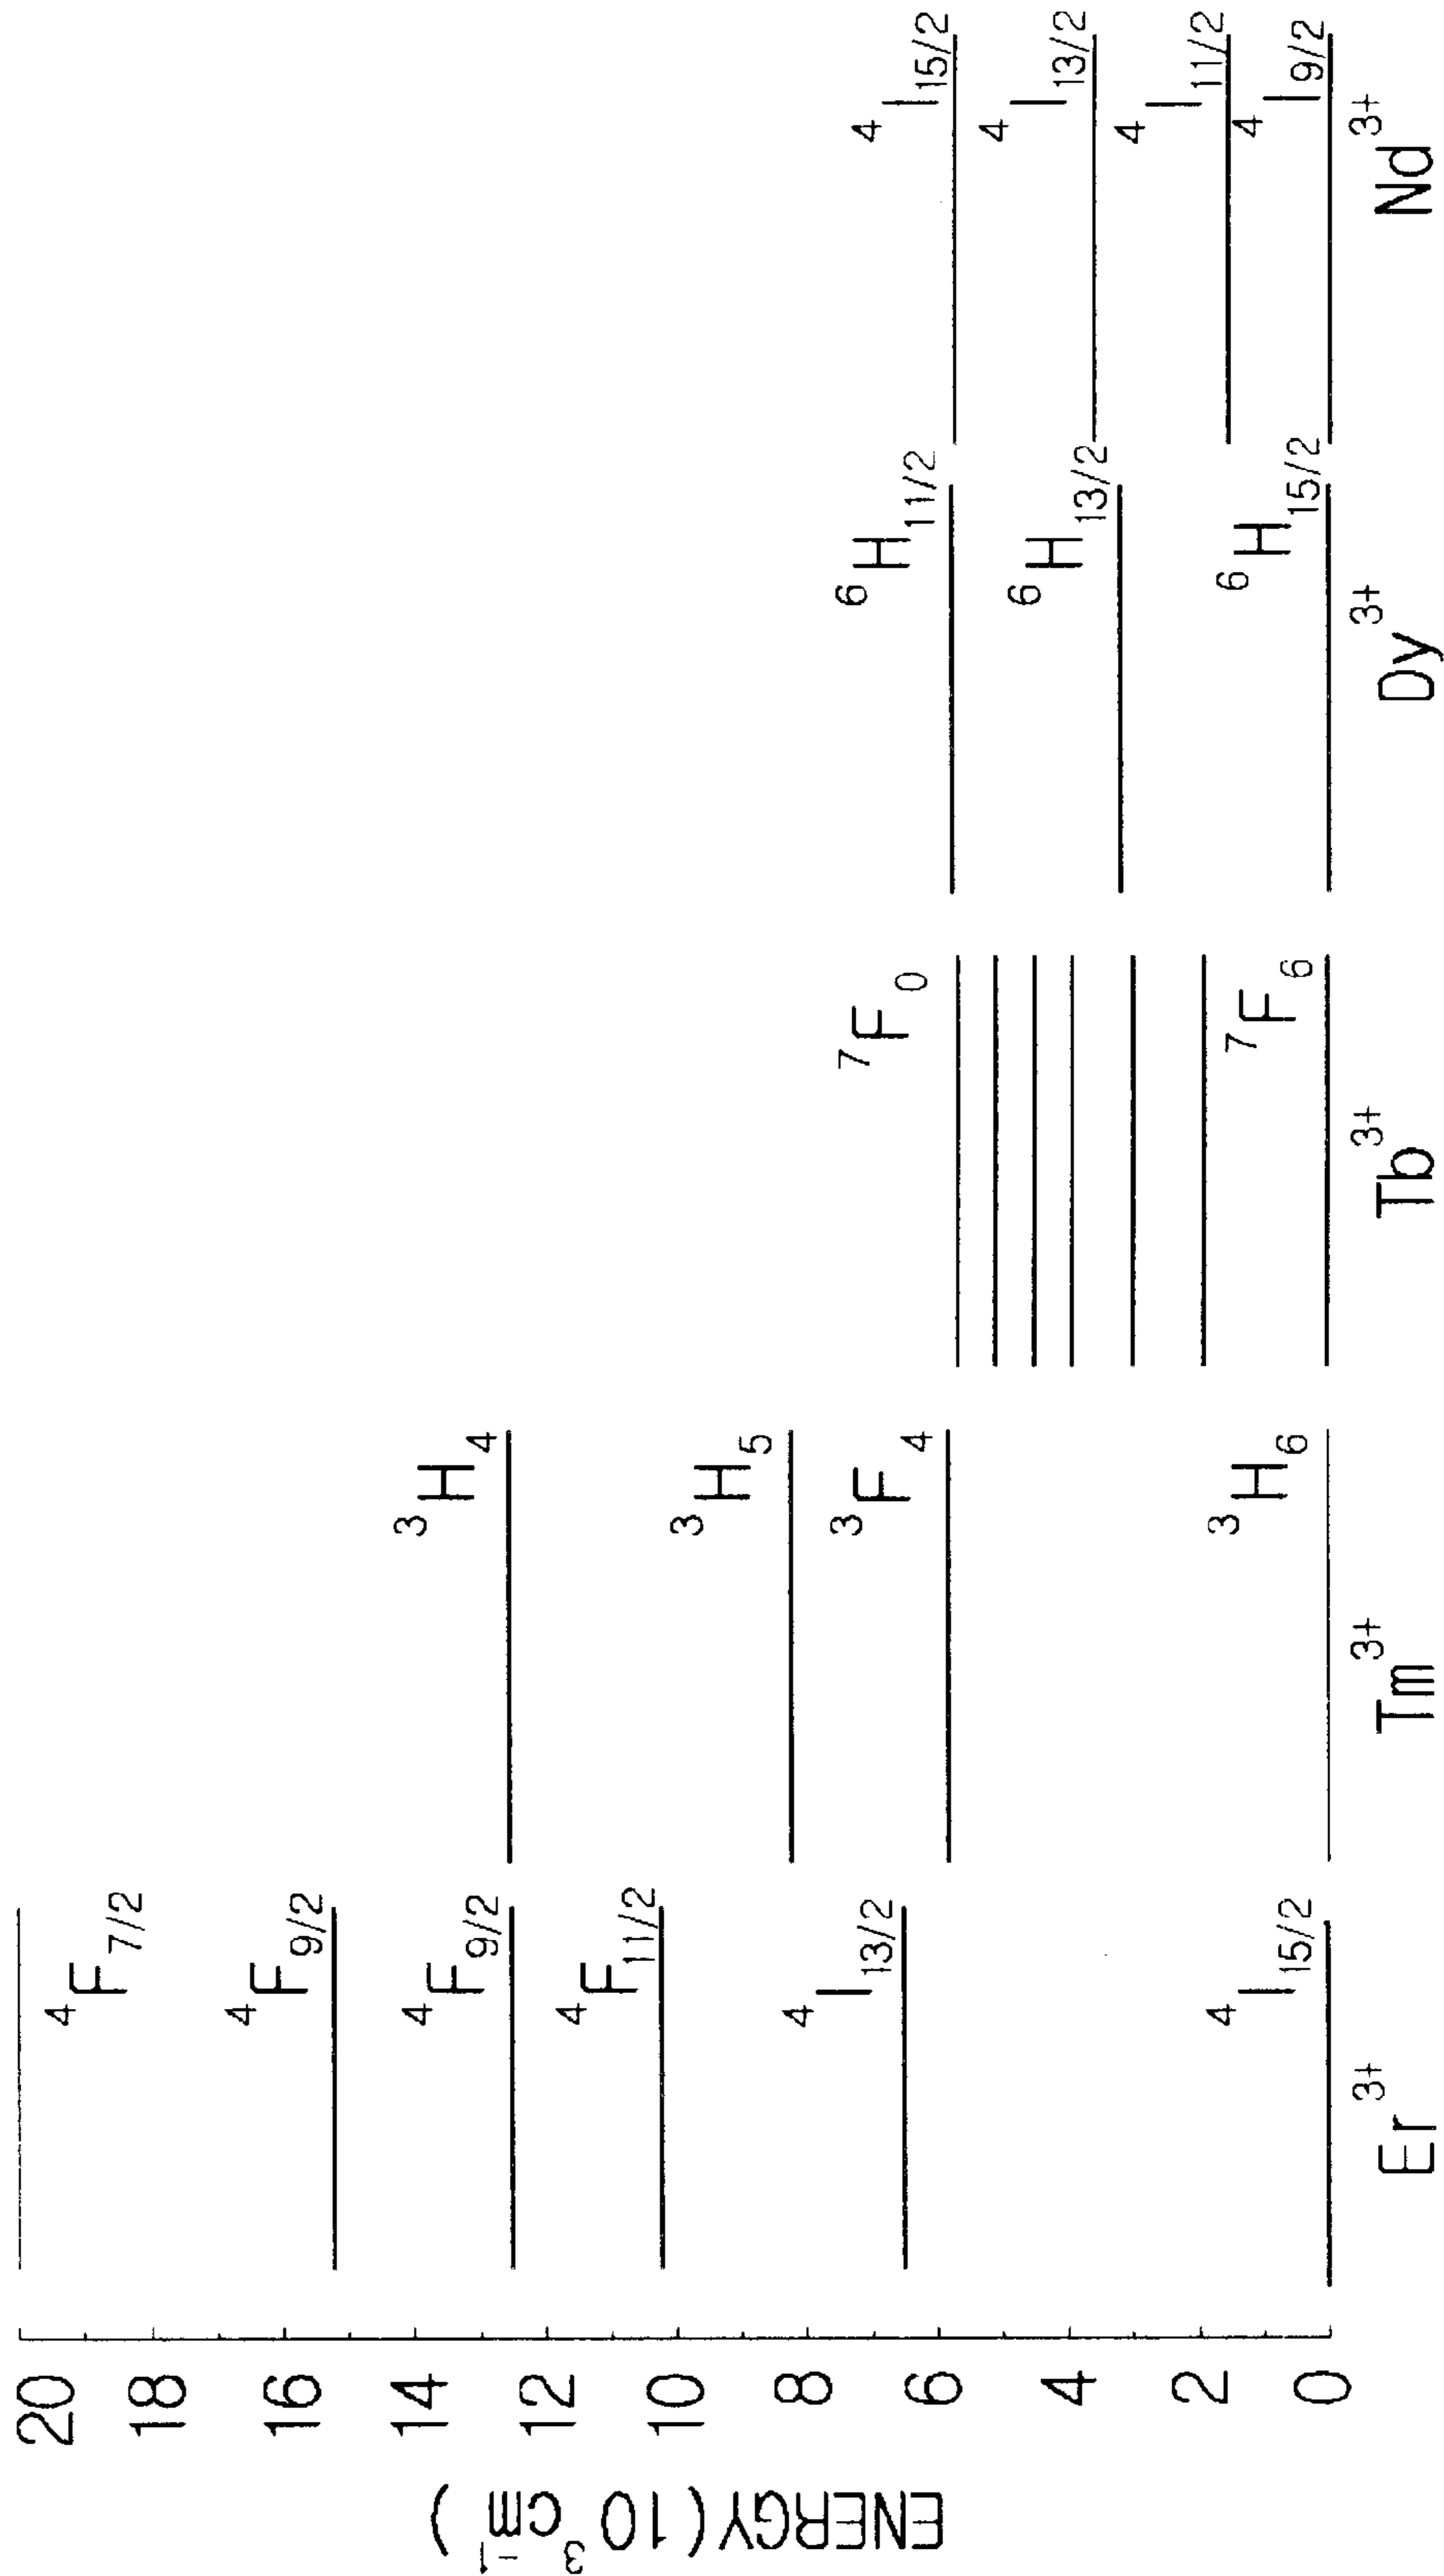 ENERGY(10³cm⁻¹)
20
18
16
14
12
10
8
6
4
2
0
⁴F7/2
⁴F9/2
⁴F9/2
⁴F11/2
⁴I13/2
⁴I15/2
Er³⁺
³H4
³H5
³F4
³H6
Tm³⁺
⁷F0
⁷F6
Tb³⁺
⁶H11/2
⁶H13/2
⁶H15/2
Dy³⁺
⁴I15/2
⁴I13/2
⁴I11/2
⁴I9/2
Nd³⁺